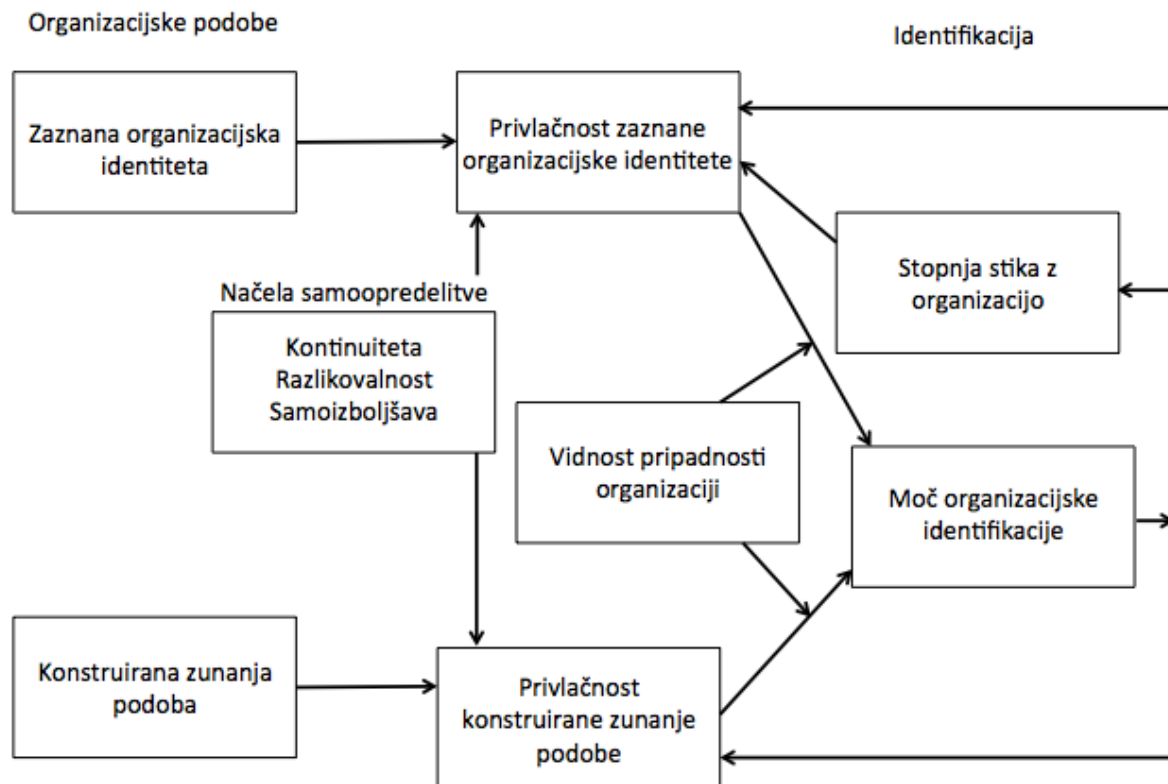 Organizacijske podobe
Identifikacija
Zaznana organizacijska
identiteta
Privlačnost zaznane
organizacijske identitete
Stopnja stika z
organizacijo
Načela samoopredelitve
Kontinuiteta
Razlikovalnost
Samoizboljšava
Vidnost pripadnosti
organizaciji
Moč organizacijske
identifikacije
Konstruirana zunanja
podoba
Privlačnost
konstruirane zunanje
podobe